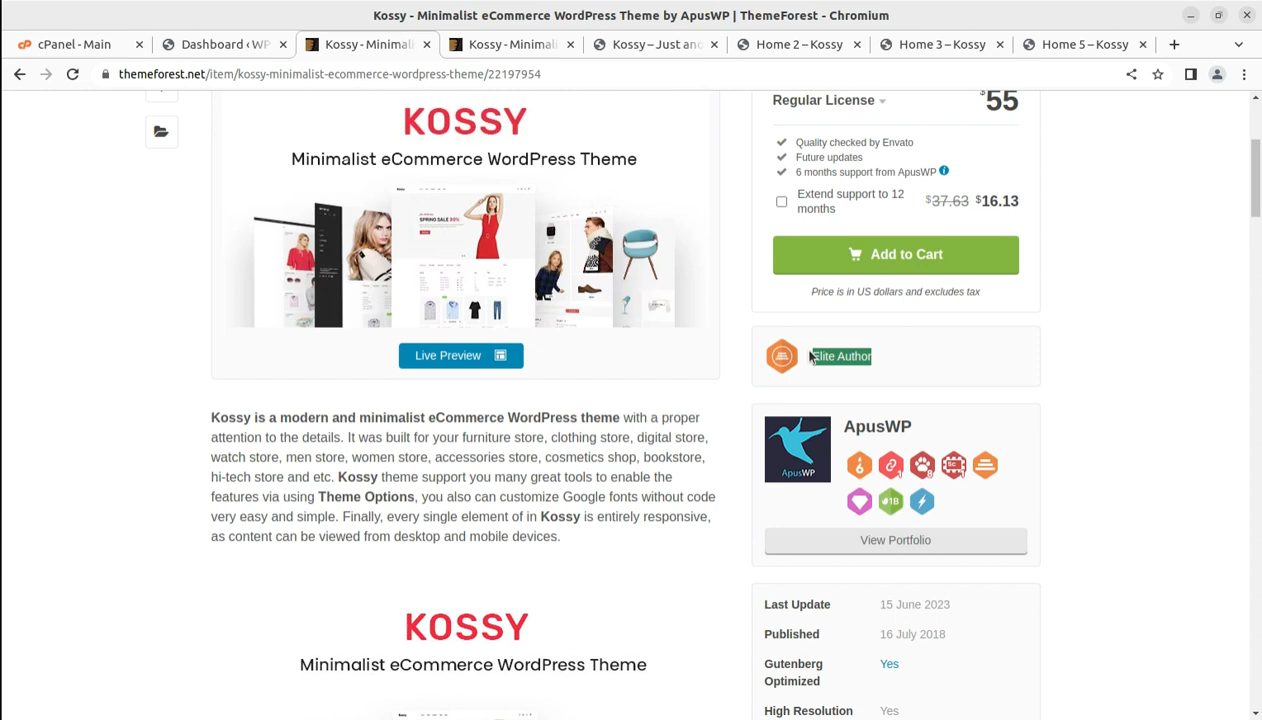 Kossy - Minimalist eCommerce WordPress Theme by ApusWP | ThemeForest - Chromium
cPanel - Main
Dashboard ‹ WP
Kossy - Minimal
Kossy - Minimal
Kossy – Just an
Home 2 – Kossy
Home 3 – Kossy
Home 5 – Kossy
themeforest.net/item/kossy-minimalist-ecommerce-wordpress-theme/22197954
KOSSY
Minimalist eCommerce WordPress Theme
SPRING SALE 50%
Live Preview
Kossy is a modern and minimalist eCommerce WordPress theme with a proper
attention to the details. It was built for your furniture store, clothing store, digital store,
watch store, men store, women store, accessories store, cosmetics shop, bookstore,
hi-tech store and etc. Kossy theme support you many great tools to enable the
features via using Theme Options, you also can customize Google fonts without code
very easy and simple. Finally, every single element of in Kossy is entirely responsive,
as content can be viewed from desktop and mobile devices.
KOSSY
Minimalist eCommerce WordPress Theme
Regular License
$55
Quality checked by Envato
Future updates
6 months support from ApusWP
Extend support to 12
months
$37.63 $16.13
Add to Cart
Price is in US dollars and excludes tax
Elite Author
ApusWP
ApusWP
View Portfolio
Last Update 15 June 2023
Published 16 July 2018
Gutenberg
Optimized
Yes
High Resolution Yes